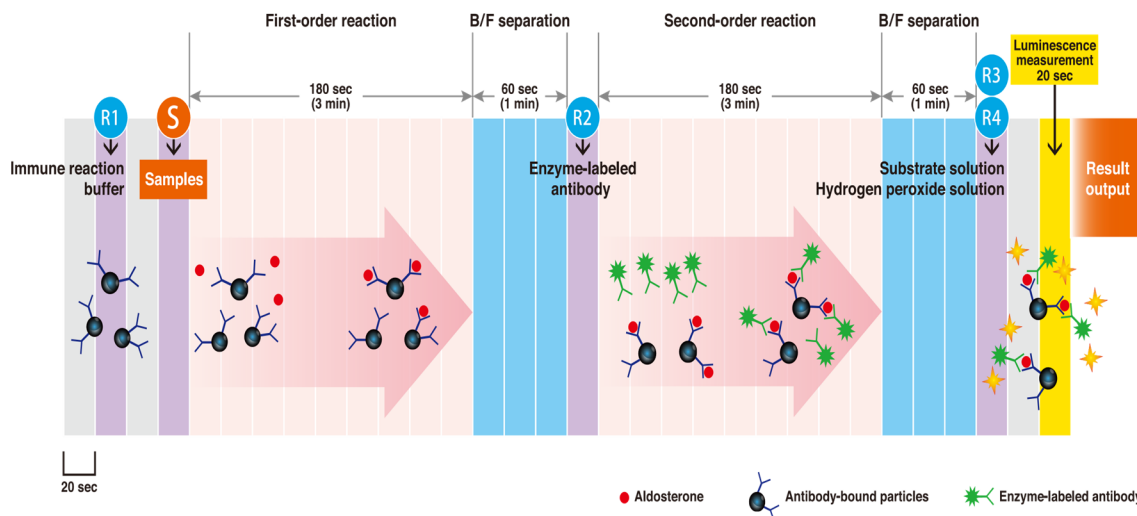 First-order reaction
B/F separation
Second-order reaction
B/F separation
180 sec
(3 min)
60 sec
(1 min)
180 sec
(3 min)
60 sec
(1 min)
Luminescence
measurement
20 sec
R1
S
R2
R3
R4
Immune reaction
buffer
Samples
Enzyme-labeled
antibody
Substrate solution
Hydrogen peroxide solution
Result
output
20 sec
Aldosterone
Antibody-bound particles
Enzyme-labeled antibody